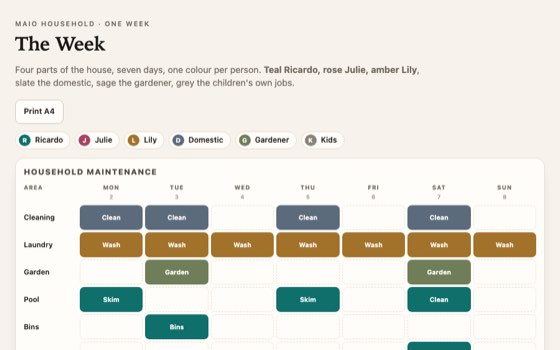 MAIO HOUSEHOLD · ONE WEEK
The Week
Four parts of the house, seven days, one colour per person. Teal Ricardo, rose Julie, amber Lily,
slate the domestic, sage the gardener, grey the children's own jobs.
Print A4
R Ricardo J Julie L Lily D Domestic G Gardener K Kids
HOUSEHOLD MAINTENANCE
AREA MON TUE WED THU FRI SAT SUN
2 3 4 5 6 7 8
Cleaning Clean Clean Clean Clean
Laundry Wash Wash Wash Wash Wash Wash Wash
Garden Garden Garden
Pool Skim Skim Clean
Bins Bins